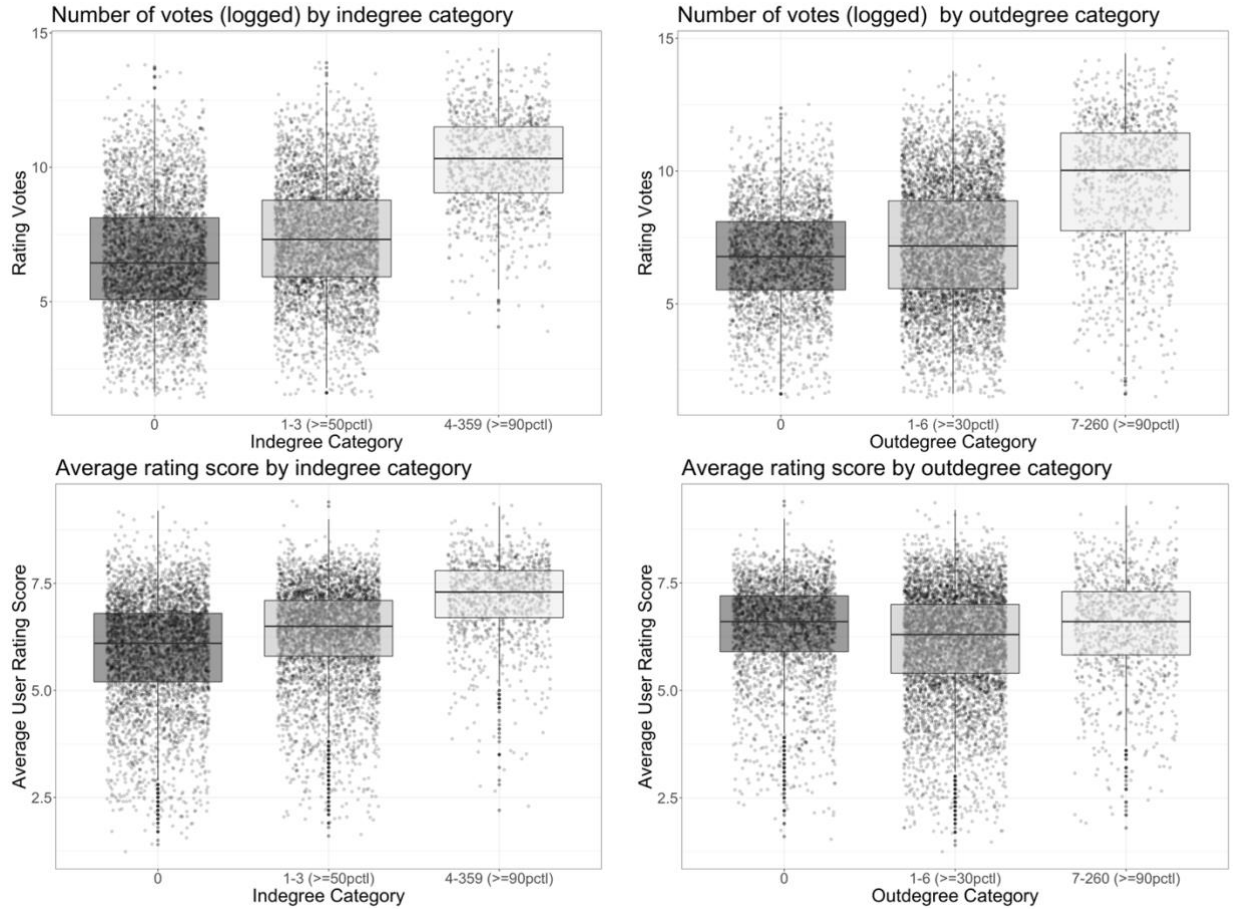 Number of votes (logged) by indegree category
15
10
5
Rating Votes
0
1-3 (>=50pctl)
4-359 (>=90pctl)
Indegree Category
Number of votes (logged)  by outdegree category
15
10
5
Rating Votes
0
1-6 (>=30pctl)
7-260 (>=90pctl)
Outdegree Category
Average rating score by indegree category
7.5
5.0
2.5
Average User Rating Score
0
1-3 (>=50pctl)
4-359 (>=90pctl)
Indegree Category
Average rating score by outdegree category
7.5
5.0
2.5
Average User Rating Score
0
1-6 (>=30pctl)
7-260 (>=90pctl)
Outdegree Category